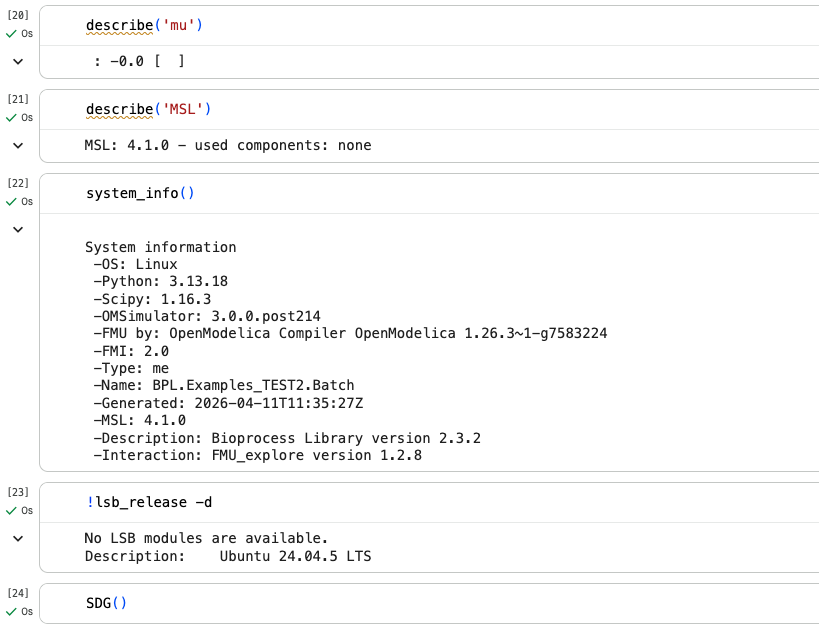 [20]
0s
describe('mu')
: -0.0 [  ]
[21]
0s
describe('MSL')
MSL: 4.1.0 – used components: none
[22]
0s
system_info()
System information
–OS: Linux
–Python: 3.13.18
–Scipy: 1.16.3
–OMSimulator: 3.0.0.post214
–FMU by: OpenModelica Compiler OpenModelica 1.26.3~1-g7583224
–FMI: 2.0
–Type: me
–Name: BPL.Examples_TEST2.Batch
–Generated: 2026-04-11T11:35:27Z
–MSL: 4.1.0
–Description: Bioprocess Library version 2.3.2
–Interaction: FMU_explore version 1.2.8
[23]
0s
!lsb_release -d
No LSB modules are available.
Description:    Ubuntu 24.04.5 LTS
[24]
0s
SDG()